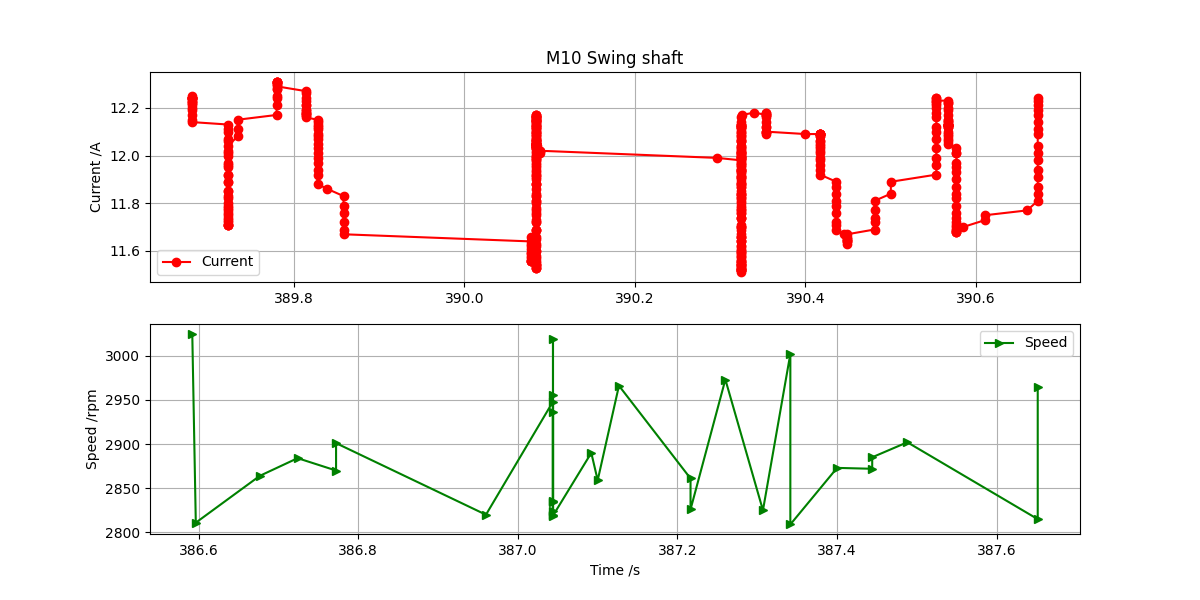 M10 Swing shaft
Current /A
12.2
12.0
11.8
11.6
Current
389.8 390.0 390.2 390.4 390.6
Speed /rpm
3000
2950
2900
2850
2800
Speed
386.6 386.8 387.0 387.2 387.4 387.6
Time /s